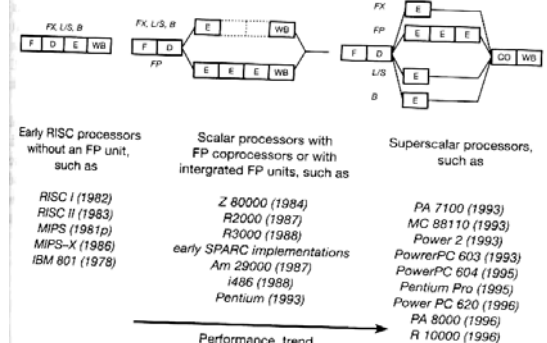 FX, L/S, B
F D E WB
FX, L/S, B
F D
E WB
FP
E E E WB
FX
E
FP
E E E
F D
CO WB
L/S
E
B
E
Early RISC processors
without an FP unit,
such as
RISC I (1982)
RISC II (1983)
MIPS (1981p)
MIPS–X (1986)
IBM 801 (1978)
Scalar processors with
FP coprocessors or with
intergrated FP units, such as
Z 80000 (1984)
R2000 (1987)
R3000 (1988)
early SPARC implementations
Am 29000 (1987)
i486 (1988)
Pentium (1993)
Superscalar processors,
such as
PA 7100 (1993)
MC 88110 (1993)
Power 2 (1993)
PowrerPC 603 (1993)
PowerPC 604 (1995)
Pentium Pro (1995)
Power PC 620 (1996)
PA 8000 (1996)
R 10000 (1996)
Performance, trend